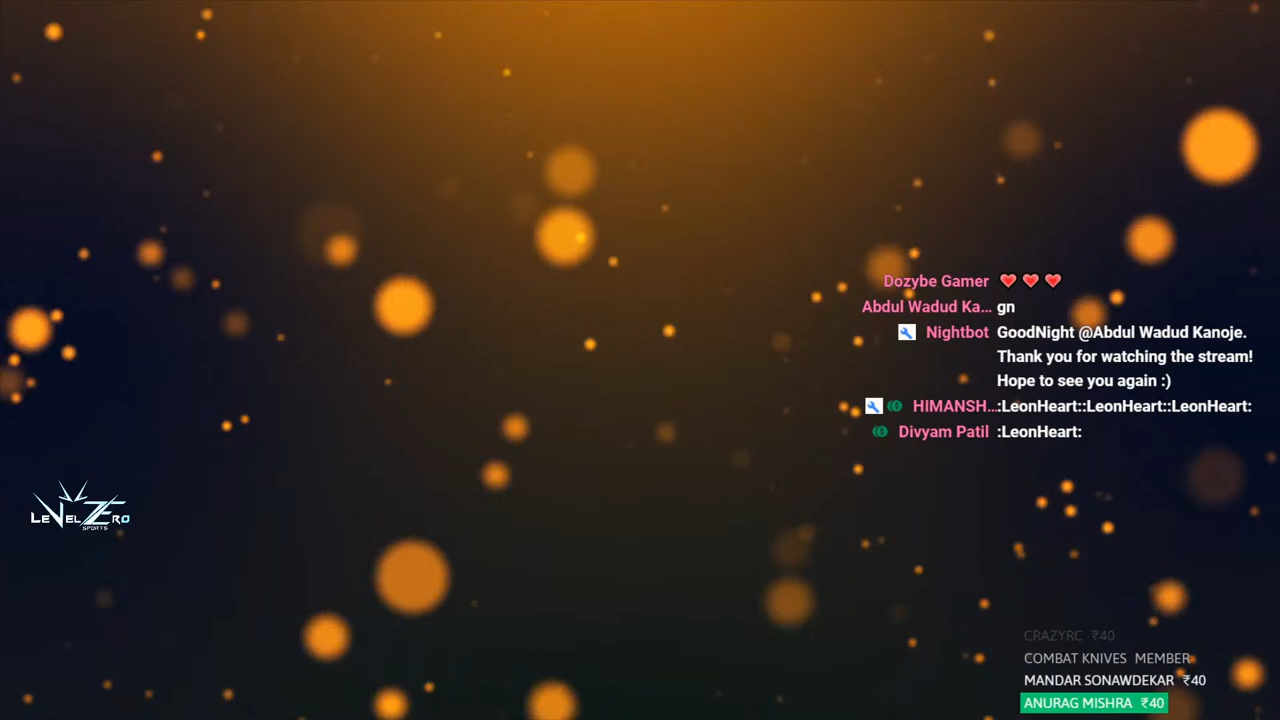 Dozybe Gamer ❤️ ❤️ ❤️
Abdul Wadud Ka... gn
Nightbot GoodNight @Abdul Wadud Kanoje.
Thank you for watching the stream!
Hope to see you again :)
HIMANSH... :LeonHeart::LeonHeart::LeonHeart:
Divyam Patil :LeonHeart:
LeVel ZEro
SPORTS
CRAZYRC ₹40
COMBAT KNIVES MEMBER
MANDAR SONAWDEKAR ₹40
ANURAG MISHRA ₹40